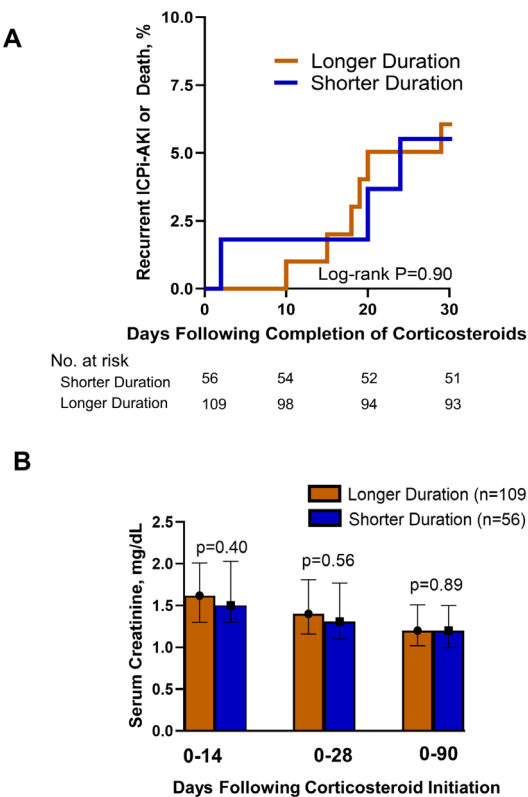 A
Recurrent ICPi-AKI or Death, %
10.0
7.5
5.0
2.5
0.0
Longer Duration
Shorter Duration
Log-rank P=0.90
0 10 20 30
Days Following Completion of Corticosteroids
No. at risk
Shorter Duration 56 54 52 51
Longer Duration 109 98 94 93
B
Longer Duration (n=109
Shorter Duration (n=56)
Serum Creatinine, mg/dL
2.5
2.0
1.5
1.0
0.5
0.0
p=0.40
p=0.56
p=0.89
0-14 0-28 0-90
Days Following Corticosteroid Initiation